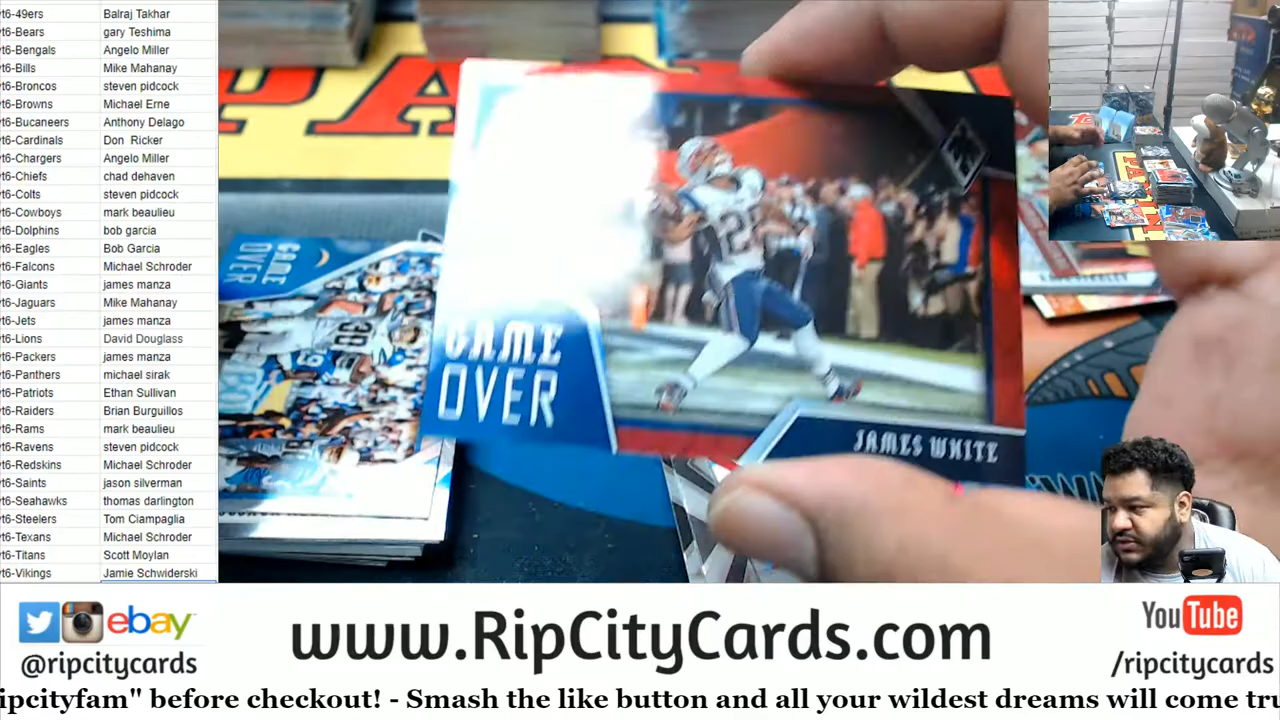 t6-49ers Balraj Takhar
t6-Bears gary Teshima
t6-Bengals Angelo Miller
t6-Bills Mike Mahanay
t6-Broncos steven pidcock
t6-Browns Michael Erne
t6-Bucaneers Anthony Delago
t6-Cardinals Don Ricker
t6-Chargers Angelo Miller
t6-Chiefs chad dehaven
t6-Colts steven pidcock
t6-Cowboys mark beaulieu
t6-Dolphins bob garcia
t6-Eagles Bob Garcia
t6-Falcons Michael Schroder
t6-Giants james manza
t6-Jaguars Mike Mahanay
t6-Jets james manza
t6-Lions David Douglass
t6-Packers james manza
t6-Panthers michael sirak
t6-Patriots Ethan Sullivan
t6-Raiders Brian Burguillos
t6-Rams mark beaulieu
t6-Ravens steven pidcock
t6-Redskins Michael Schroder
t6-Saints jason silverman
t6-Seahawks thomas darlington
t6-Steelers Tom Ciampaglia
t6-Texans Michael Schroder
t6-Titans Scott Moylan
t6-Vikings Jamie Schwiderski
GAME
OVER
GAME
OVER
JAMES WHITE
ebay
@ripcitycards
www.RipCityCards.com
YouTube
/ripcitycards
ipcityfam" before checkout! - Smash the like button and all your wildest dreams will come tru